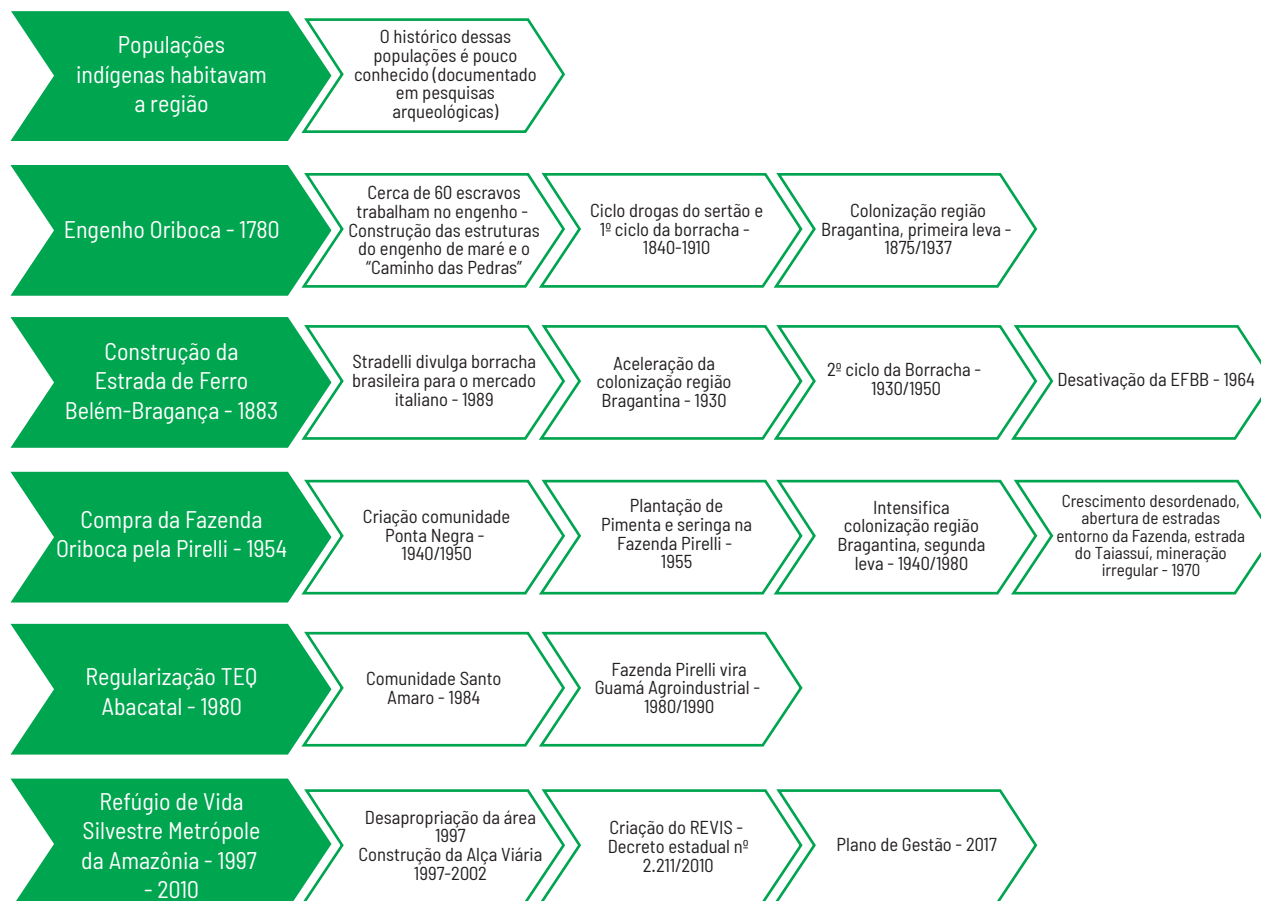 Populações
indígenas habitavam
a região
O histórico dessas
populações é pouco
conhecido (documentado
em pesquisas
arqueológicas)
Engenho Oriboca - 1780
Cerca de 60 escravos
trabalham no engenho -
Construção das estruturas
do engenho de maré e o
“Caminho das Pedras”
Ciclo drogas do sertão e
1º ciclo da borracha -
1840-1910
Colonização região
Bragantina, primeira leva -
1875/1937
Construção da
Estrada de Ferro
Belém-Bragança - 1883
Stradelli divulga borracha
brasileira para o mercado
italiano - 1989
Aceleração da
colonização região
Bragantina - 1930
2º ciclo da Borracha -
1930/1950
Desativação da EFBB - 1964
Compra da Fazenda
Oriboca pela Pirelli - 1954
Criação comunidade
Ponta Negra -
1940/1950
Plantação de
Pimenta e seringa na
Fazenda Pirelli -
1955
Intensifica
colonização região
Bragantina, segunda
leva - 1940/1980
Crescimento desordenado,
abertura de estradas
entorno da Fazenda, estrada
do Taiassuí, mineração
irregular - 1970
Regularização TEQ
Abacatal - 1980
Comunidade Santo
Amaro - 1984
Fazenda Pirelli vira
Guamá Agroindustrial -
1980/1990
Refúgio de Vida
Silvestre Metrópole
da Amazônia - 1997
- 2010
Desapropriação da área
1997
Construção da Alça Viária
1997-2002
Criação do REVIS -
Decreto estadual nº
2.211/2010
Plano de Gestão - 2017